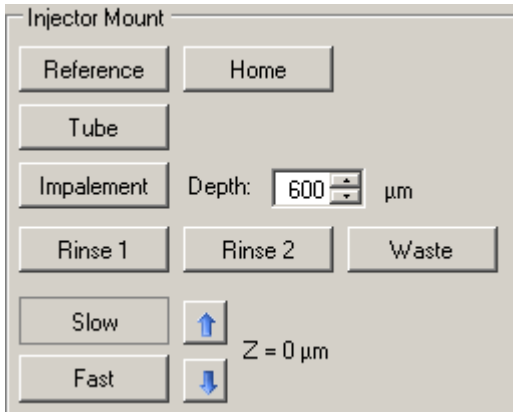 Injector Mount
Reference Home
Tube
Impalement Depth: 600 µm
Rinse 1 Rinse 2 Waste
Slow
Z = 0 µm
Fast